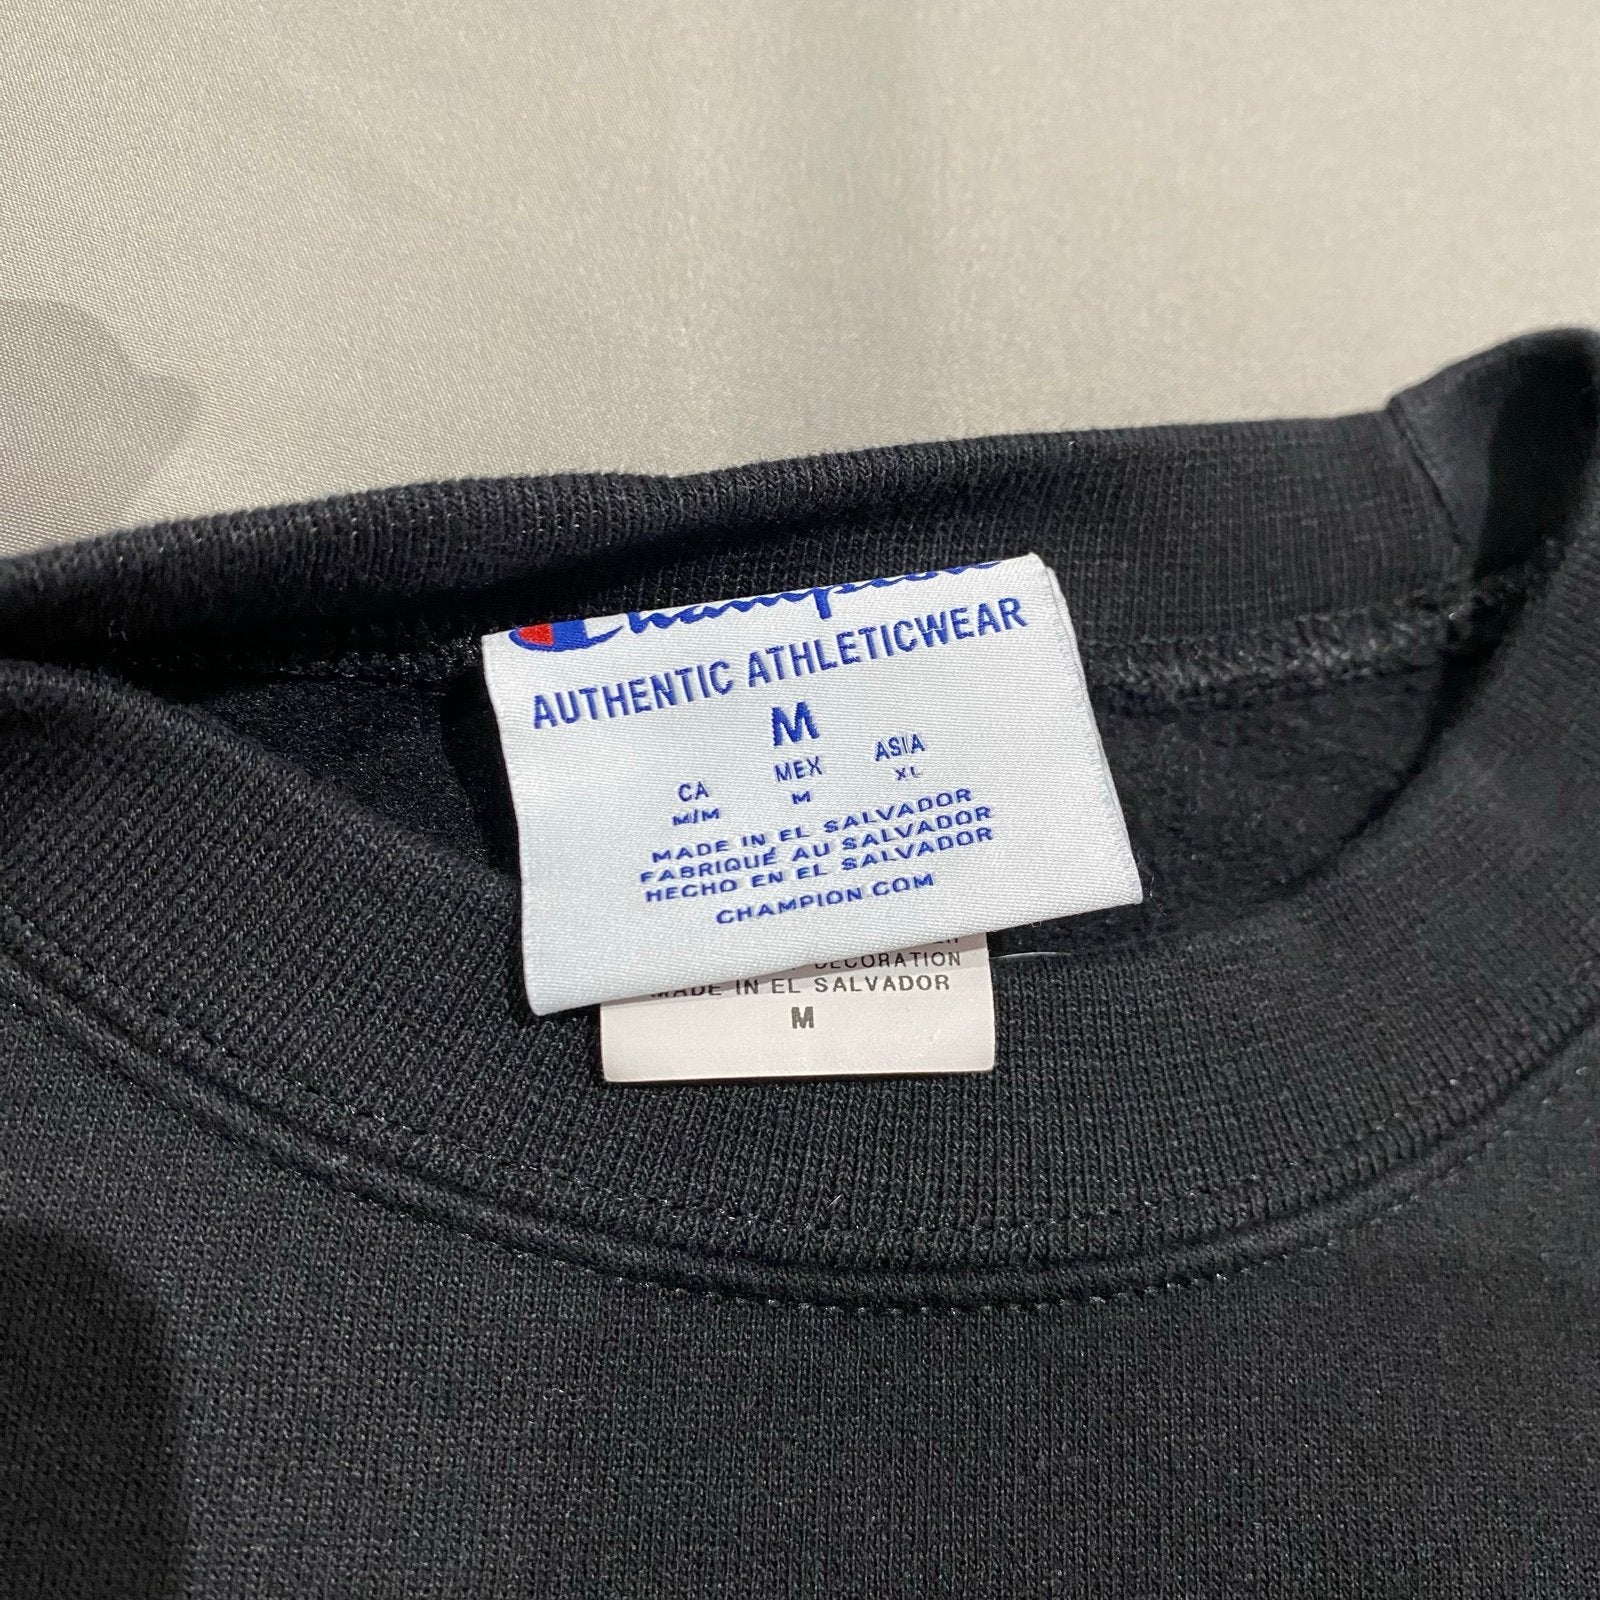 Champion
AUTHENTIC ATHLETICWEAR
M
CA MEX ASIA
M/M M XL
MADE IN EL SALVADOR
FABRIQUÉ AU SALVADOR
HECHO EN EL SALVADOR
CHAMPION.COM
DECORATION
MADE IN EL SALVADOR
M